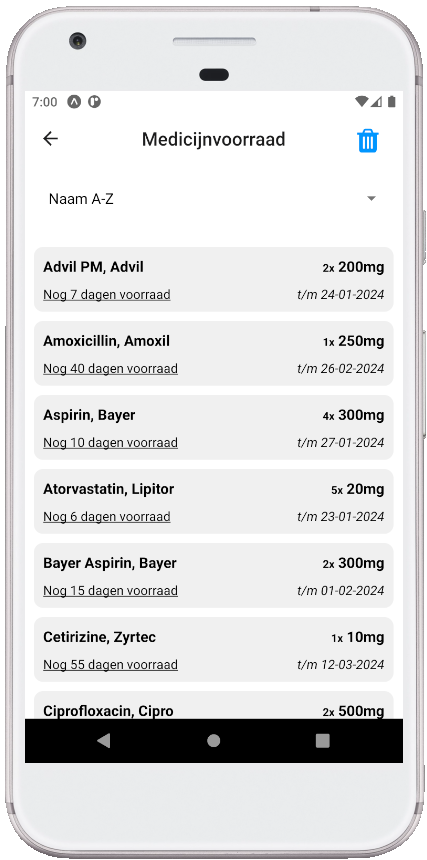 7:00
Medicijnvoorraad
Naam A-Z
Advil PM, Advil 2x 200mg
Nog 7 dagen voorraad t/m 24-01-2024
Amoxicillin, Amoxil 1x 250mg
Nog 40 dagen voorraad t/m 26-02-2024
Aspirin, Bayer 4x 300mg
Nog 10 dagen voorraad t/m 27-01-2024
Atorvastatin, Lipitor 5x 20mg
Nog 6 dagen voorraad t/m 23-01-2024
Bayer Aspirin, Bayer 2x 300mg
Nog 15 dagen voorraad t/m 01-02-2024
Cetirizine, Zyrtec 1x 10mg
Nog 55 dagen voorraad t/m 12-03-2024
Ciprofloxacin, Cipro 2x 500mg